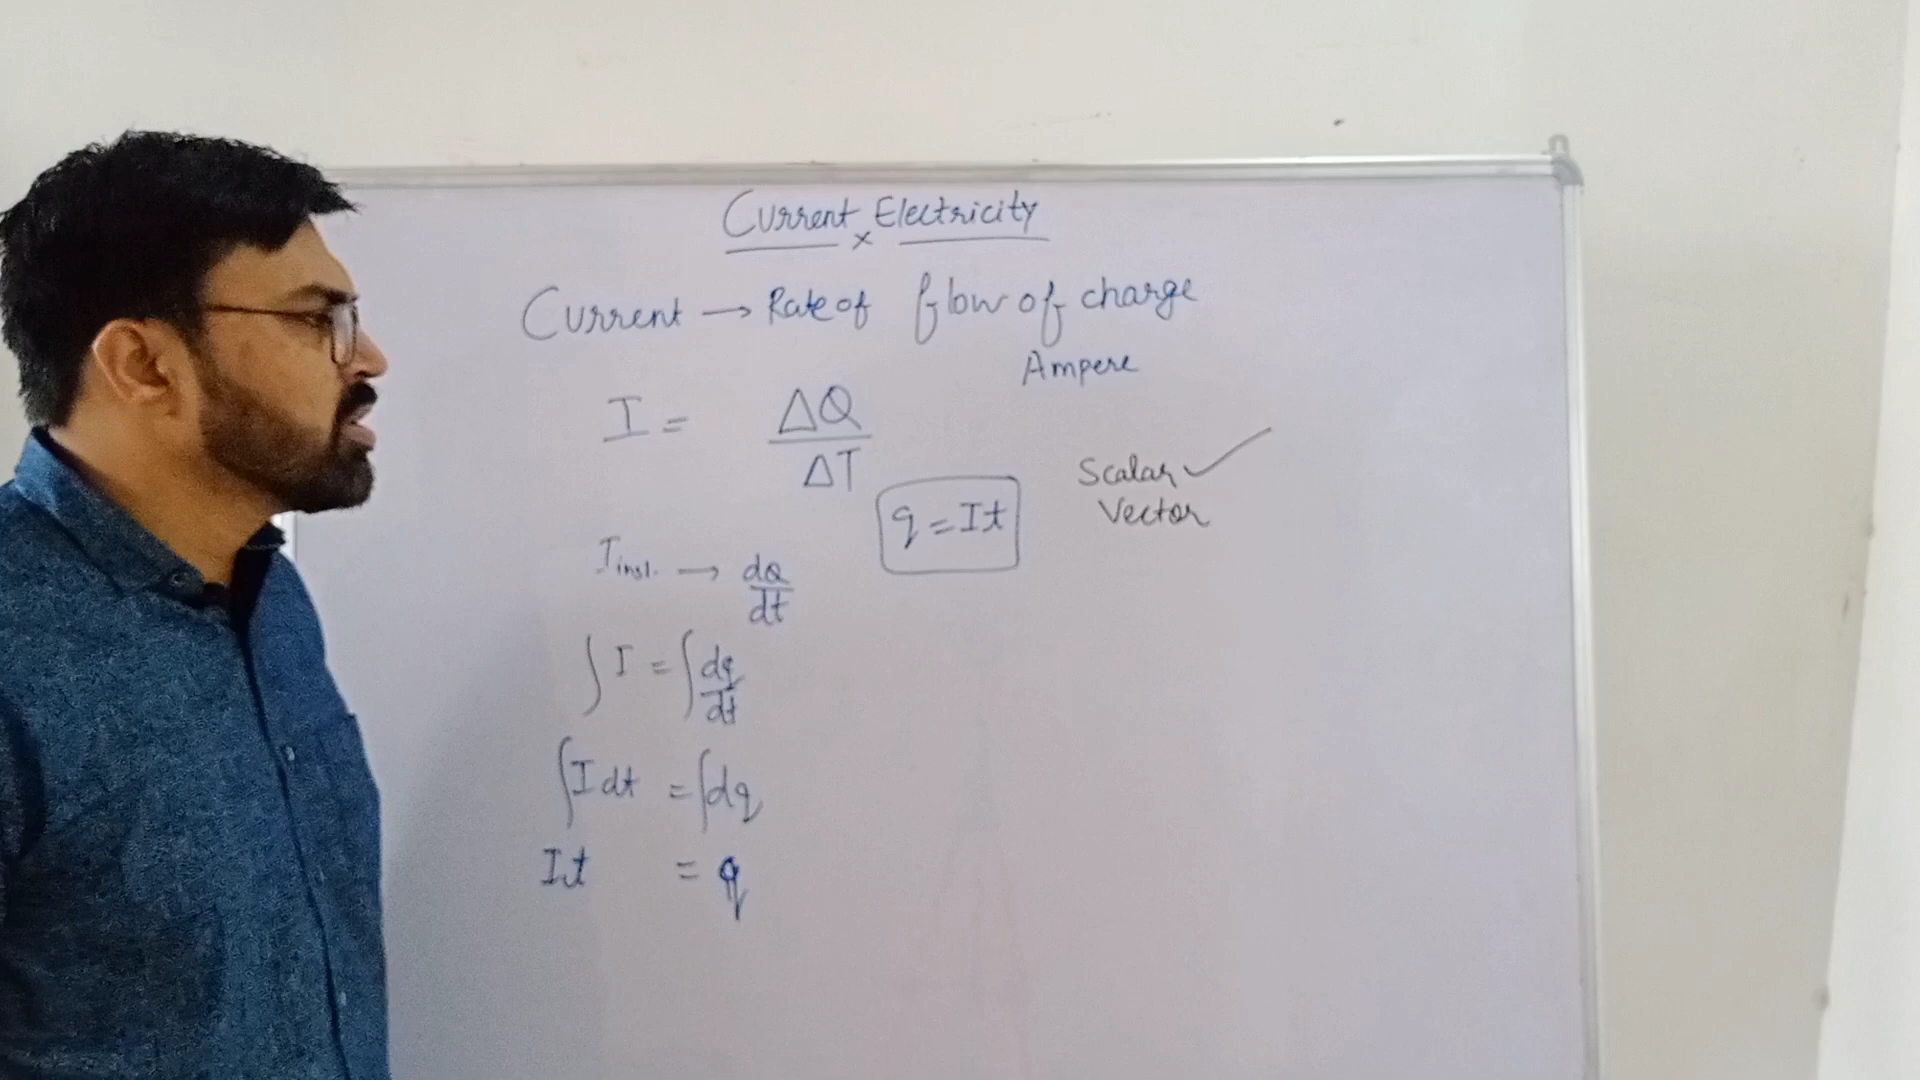 Current Electricity
×
Current → Rate of flow of charge
Ampere
I = ΔQ / ΔT
Scalar ✓
Vector
q = It
I inst. → dQ / dt
∫ I = ∫ dq / dt
∫ I dt = ∫ dq
It = q